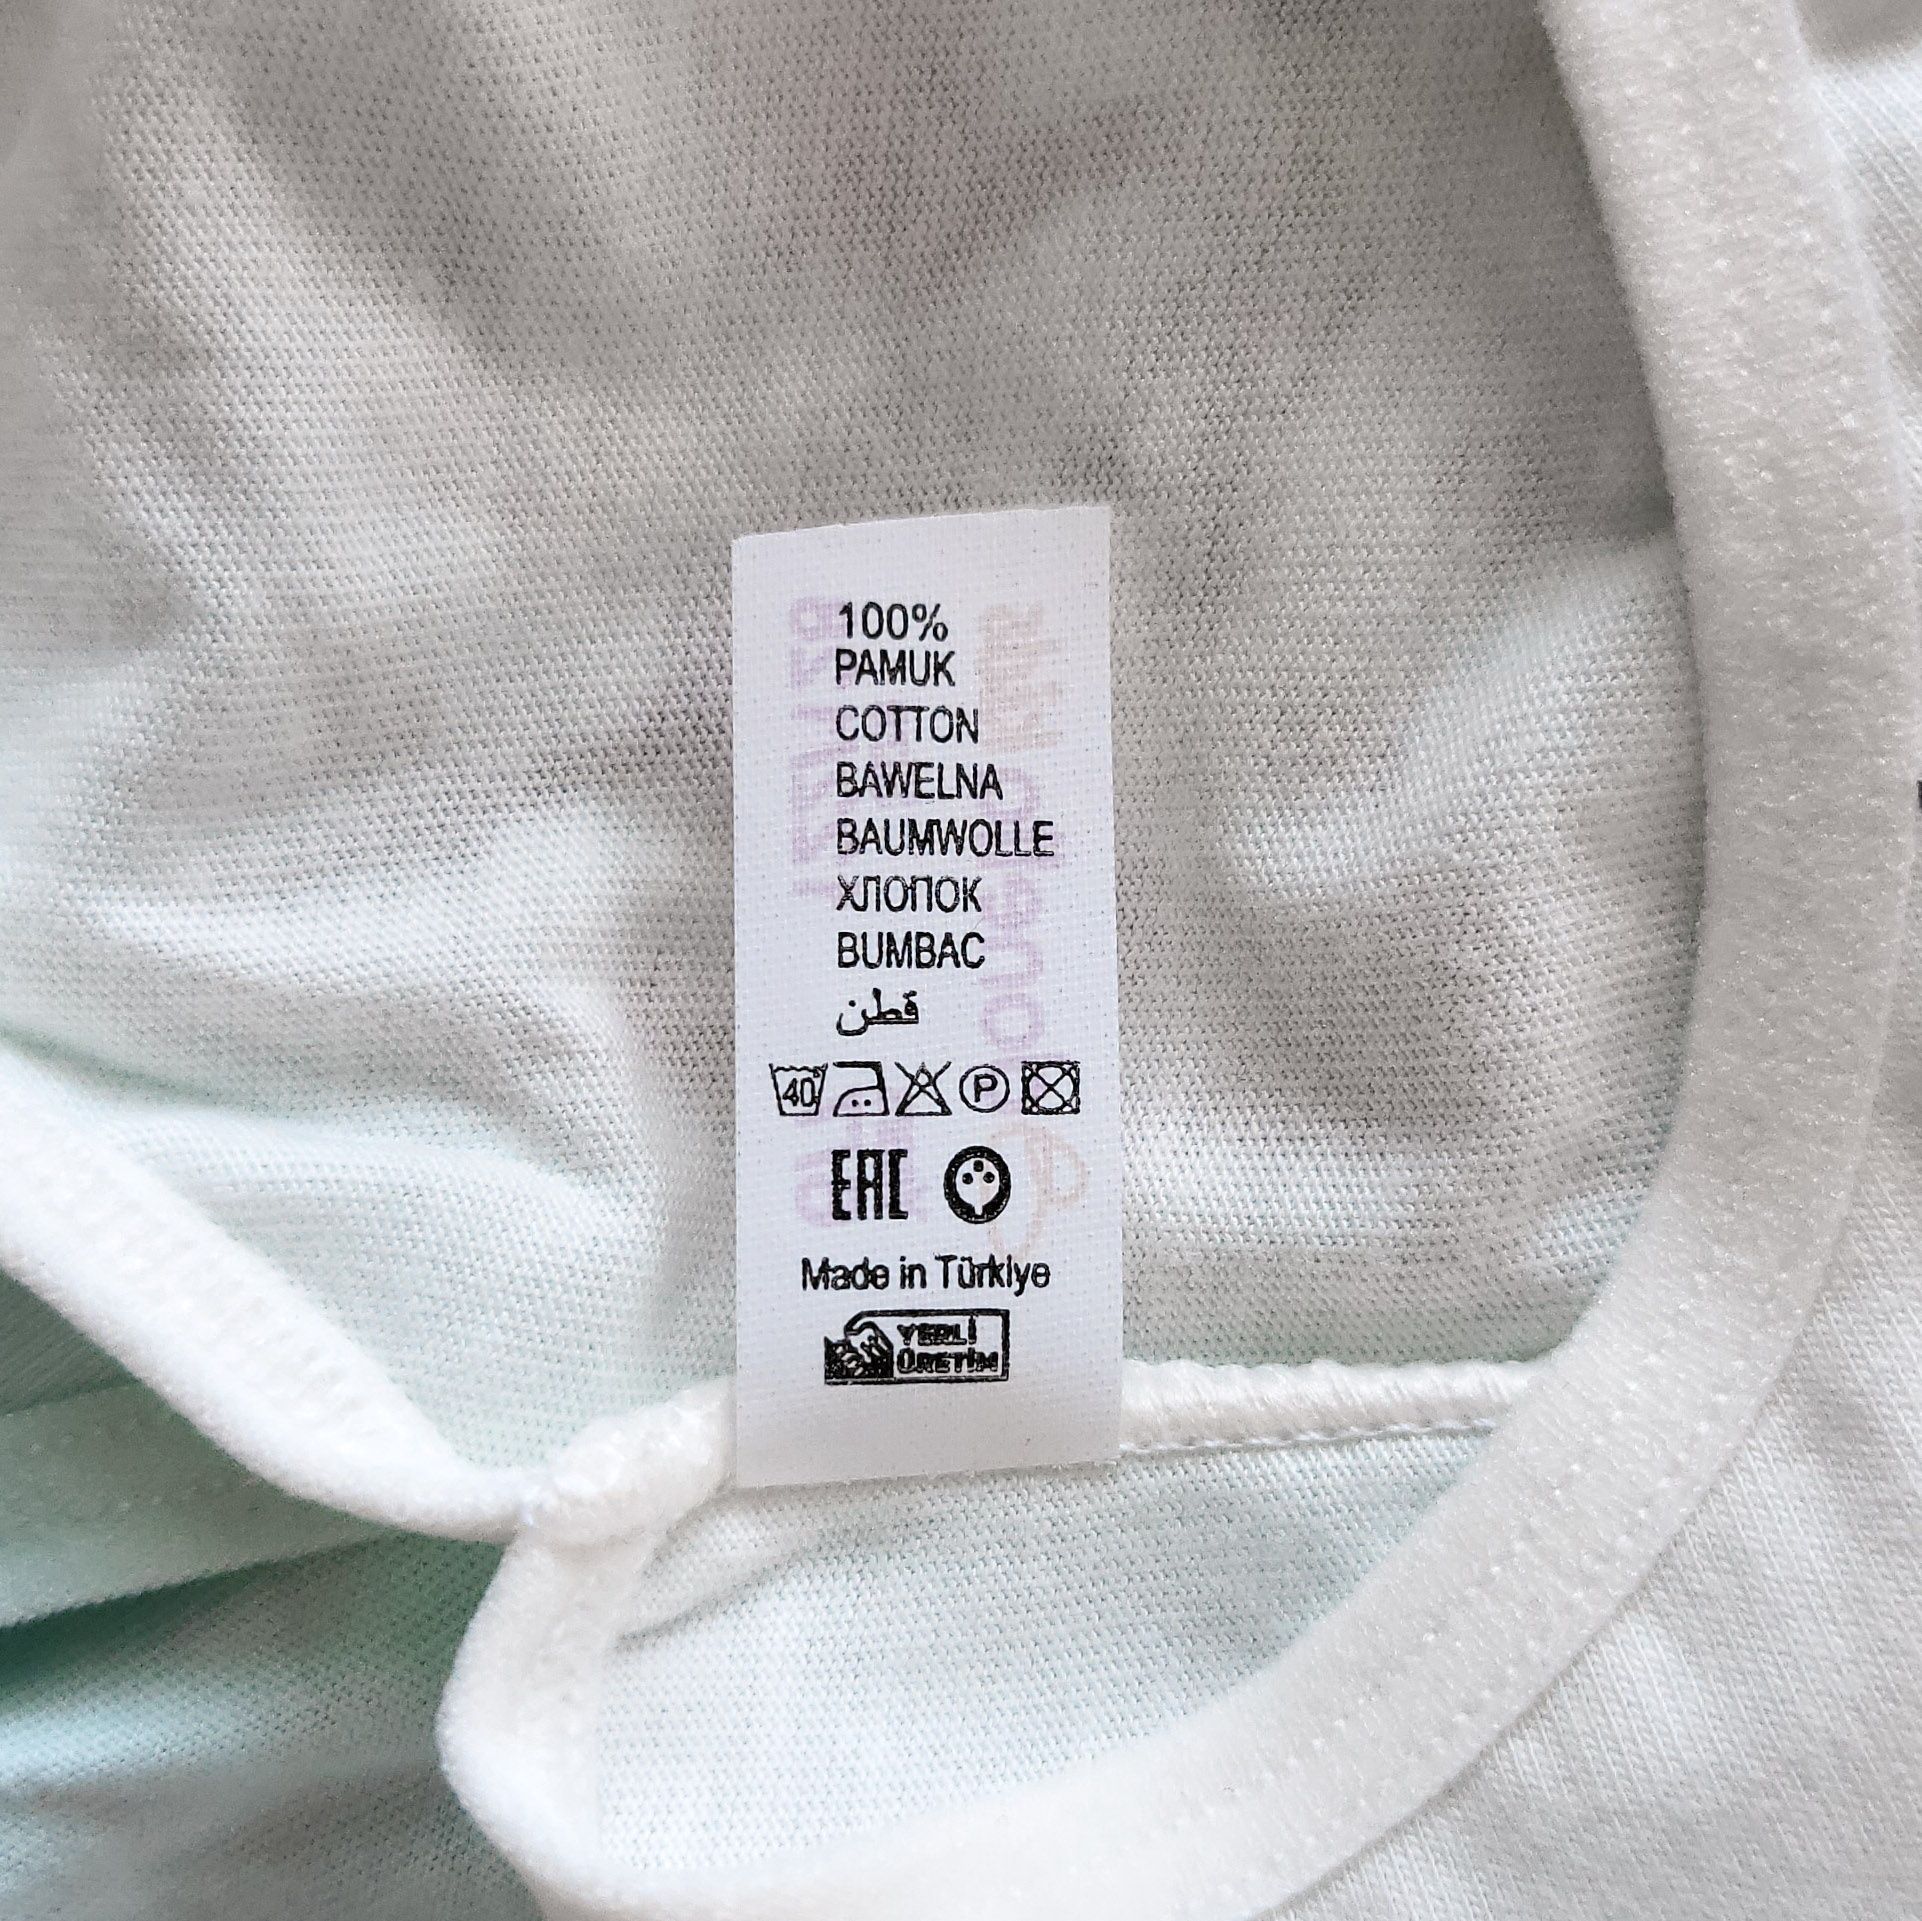 100%
PAMUK
COTTON
BAWELNA
BAUMWOLLE
ХЛОПОК
BUMBAC
قطن
40 P
EAC
Made in Türkiye
YERLİ
ÜRETİM